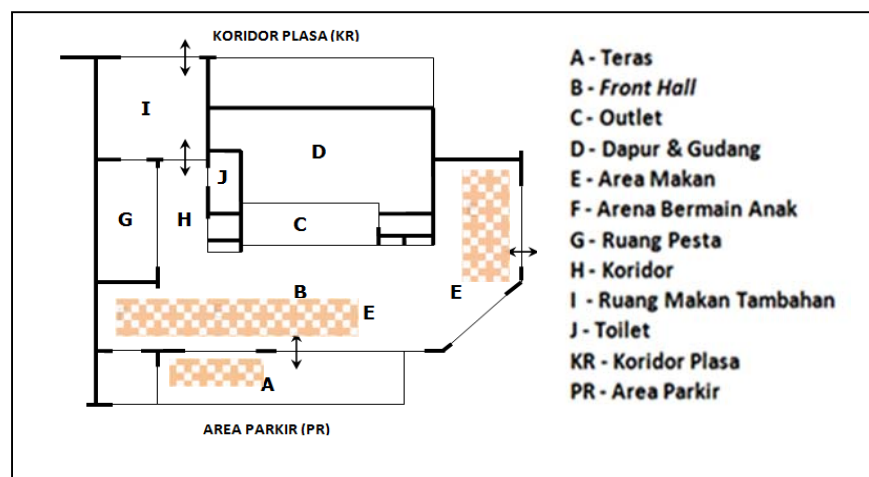 KORIDOR PLASA (KR)
I
D
J
G
H
C
B
E
E
A
AREA PARKIR (PR)
A - Teras
B - Front Hall
C - Outlet
D - Dapur & Gudang
E - Area Makan
F - Arena Bermain Anak
G - Ruang Pesta
H - Koridor
I - Ruang Makan Tambahan
J - Toilet
KR - Koridor Plasa
PR - Area Parkir